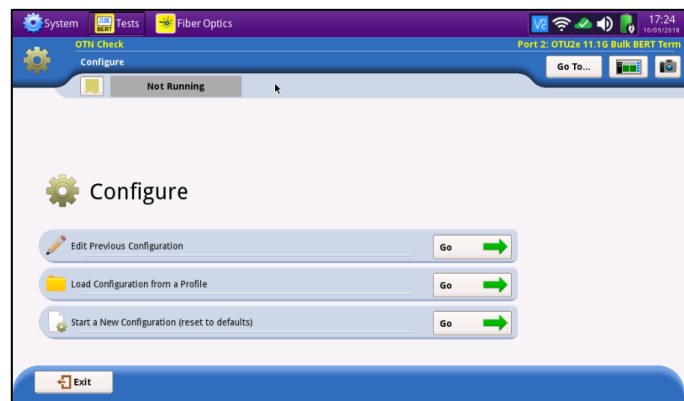 System Tests Fiber Optics 17:24
10/09/2018
OTN Check Port 2: OTU2e 11.1G Bulk BERT Term
Configure Go To...
Not Running
Configure
Edit Previous Configuration Go
Load Configuration from a Profile Go
Start a New Configuration (reset to defaults) Go
Exit